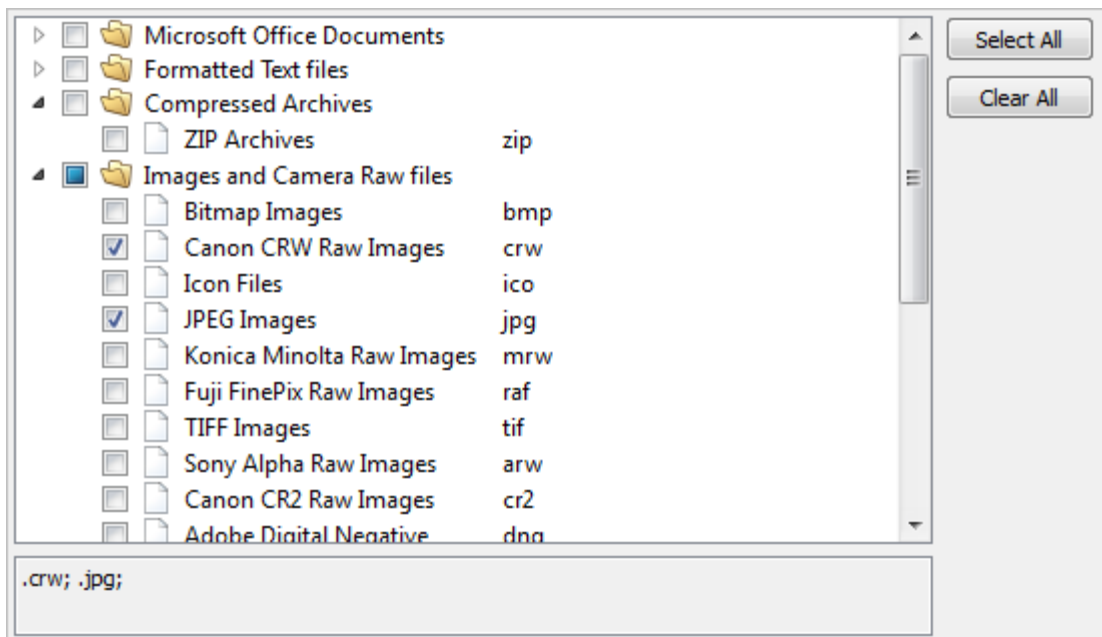 Microsoft Office Documents
Select All
Formatted Text files
Compressed Archives
Clear All
ZIP Archives zip
Images and Camera Raw files
Bitmap Images bmp
Canon CRW Raw Images crw
Icon Files ico
JPEG Images jpg
Konica Minolta Raw Images mrw
Fuji FinePix Raw Images raf
TIFF Images tif
Sony Alpha Raw Images arw
Canon CR2 Raw Images cr2
Adobe Digital Negative dng
.crw; .jpg;